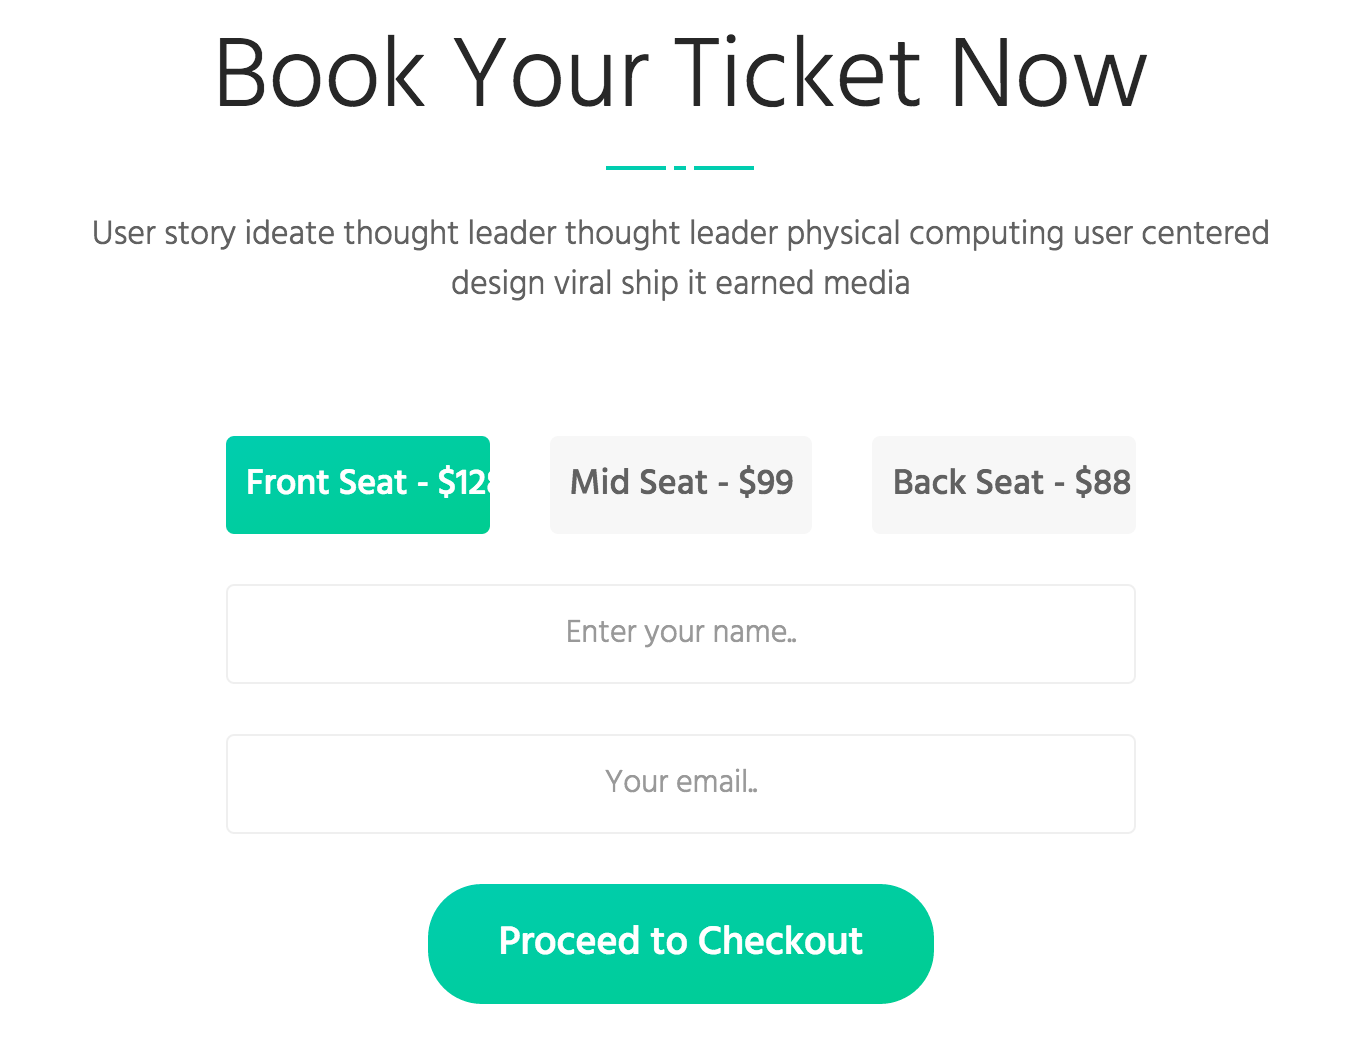 Book Your Ticket Now
User story ideate thought leader thought leader physical computing user centered
design viral ship it earned media
Front Seat - $12
Mid Seat - $99
Back Seat - $88
Enter your name..
Your email..
Proceed to Checkout